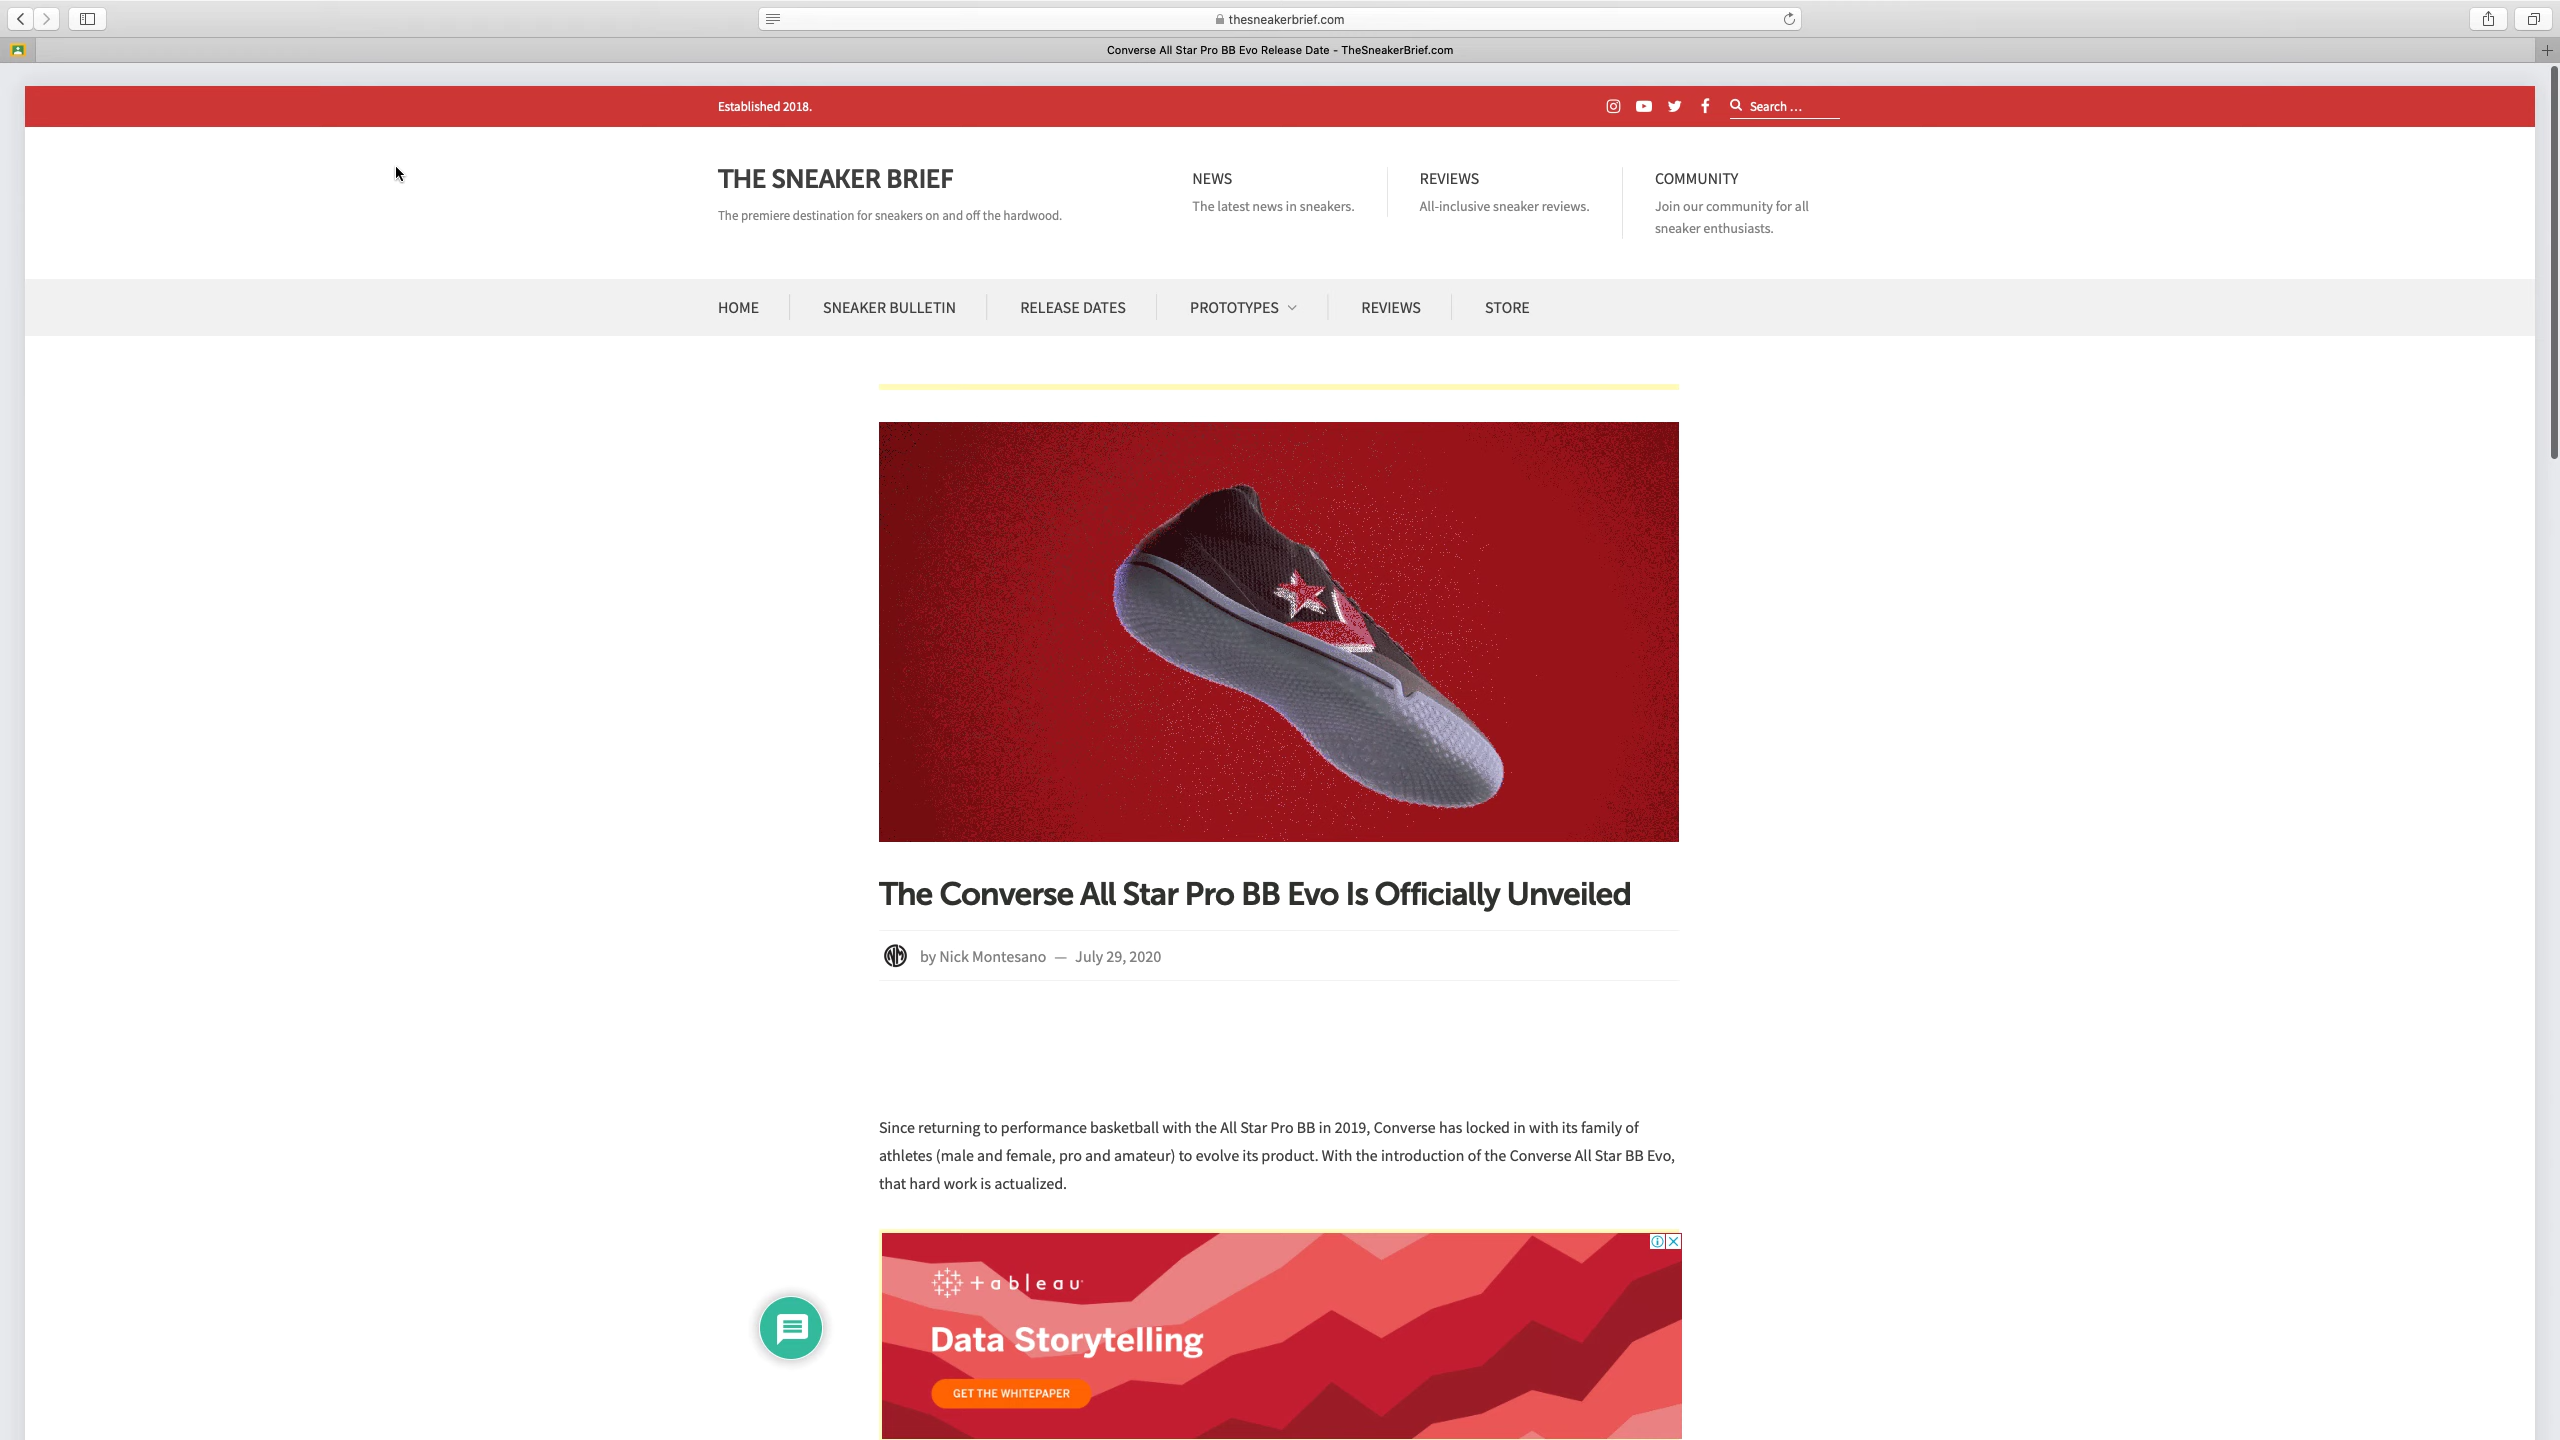 thesneakerbrief.com
Converse All Star Pro BB Evo Release Date - TheSneakerBrief.com
Established 2018.
Search ...
THE SNEAKER BRIEF
The premiere destination for sneakers on and off the hardwood.
NEWS
The latest news in sneakers.
REVIEWS
All-inclusive sneaker reviews.
COMMUNITY
Join our community for all
sneaker enthusiasts.
HOME
SNEAKER BULLETIN
RELEASE DATES
PROTOTYPES
REVIEWS
STORE
The Converse All Star Pro BB Evo Is Officially Unveiled
NM
by Nick Montesano — July 29, 2020
Since returning to performance basketball with the All Star Pro BB in 2019, Converse has locked in with its family of
athletes (male and female, pro and amateur) to evolve its product. With the introduction of the Converse All Star BB Evo,
that hard work is actualized.
+ableau
Data Storytelling
GET THE WHITEPAPER